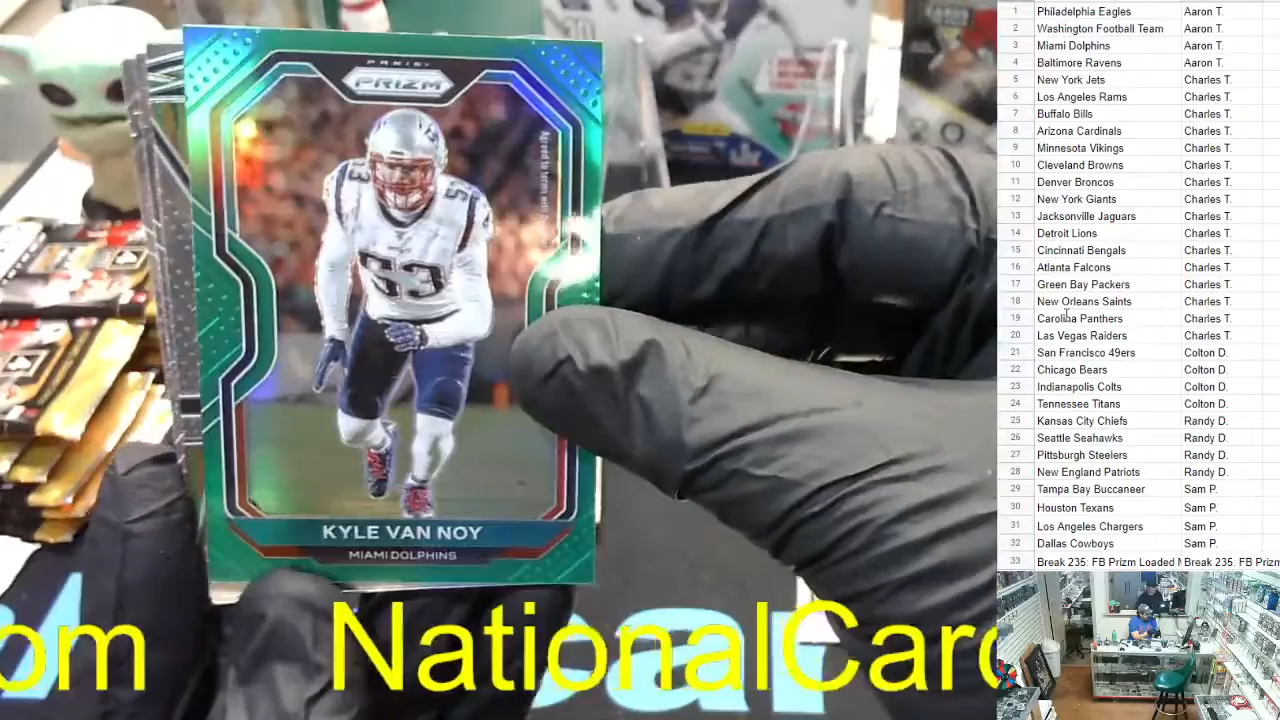 PANINI
PRIZM
Agreed to terms with
53
53
KYLE VAN NOY
MIAMI DOLPHINS
om NationalCard
1 Philadelphia Eagles Aaron T.
2 Washington Football Team Aaron T.
3 Miami Dolphins Aaron T.
4 Baltimore Ravens Aaron T.
5 New York Jets Charles T.
6 Los Angeles Rams Charles T.
7 Buffalo Bills Charles T.
8 Arizona Cardinals Charles T.
9 Minnesota Vikings Charles T.
10 Cleveland Browns Charles T.
11 Denver Broncos Charles T.
12 New York Giants Charles T.
13 Jacksonville Jaguars Charles T.
14 Detroit Lions Charles T.
15 Cincinnati Bengals Charles T.
16 Atlanta Falcons Charles T.
17 Green Bay Packers Charles T.
18 New Orleans Saints Charles T.
19 Carolina Panthers Charles T.
20 Las Vegas Raiders Charles T.
21 San Francisco 49ers Colton D.
22 Chicago Bears Colton D.
23 Indianapolis Colts Colton D.
24 Tennessee Titans Colton D.
25 Kansas City Chiefs Randy D.
26 Seattle Seahawks Randy D.
27 Pittsburgh Steelers Randy D.
28 New England Patriots Randy D.
29 Tampa Bay Buccaneer Sam P.
30 Houston Texans Sam P.
31 Los Angeles Chargers Sam P.
32 Dallas Cowboys Sam P.
33 Break 235: FB Prizm Loaded Break 235: FB Prizm